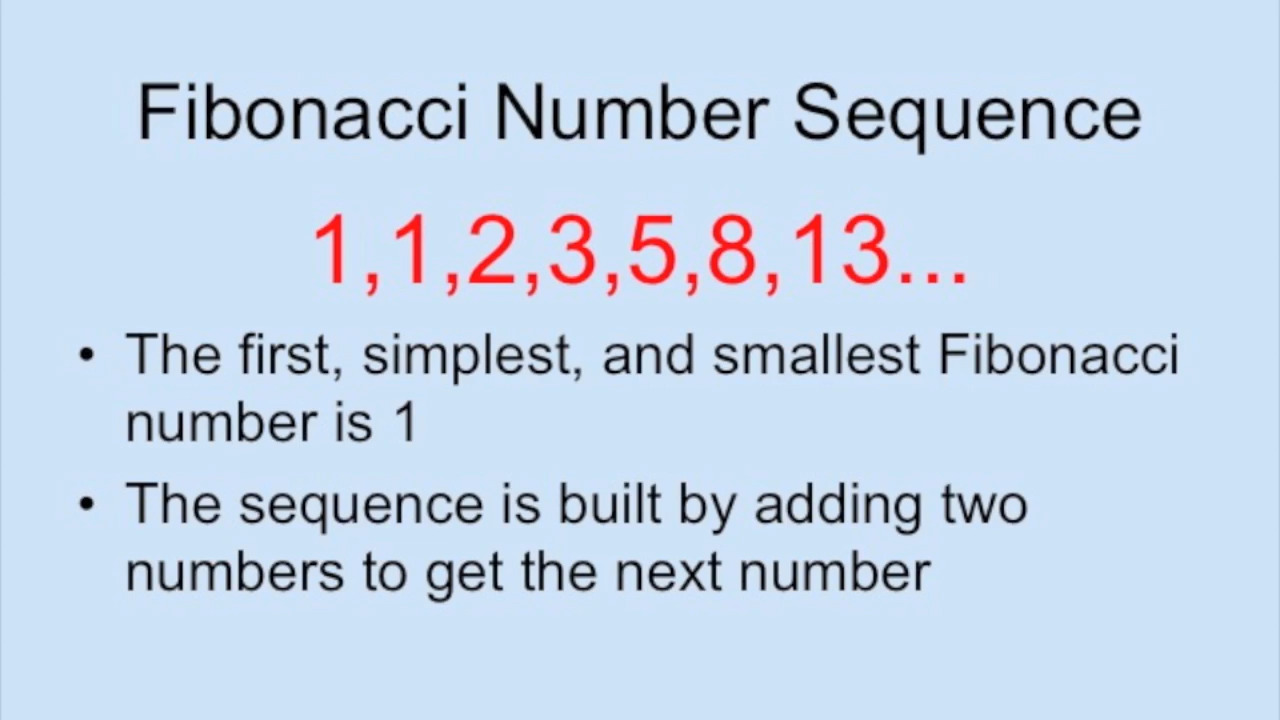 Fibonacci Number Sequence
1,1,2,3,5,8,13...
• The first, simplest, and smallest Fibonacci
number is 1
• The sequence is built by adding two
numbers to get the next number